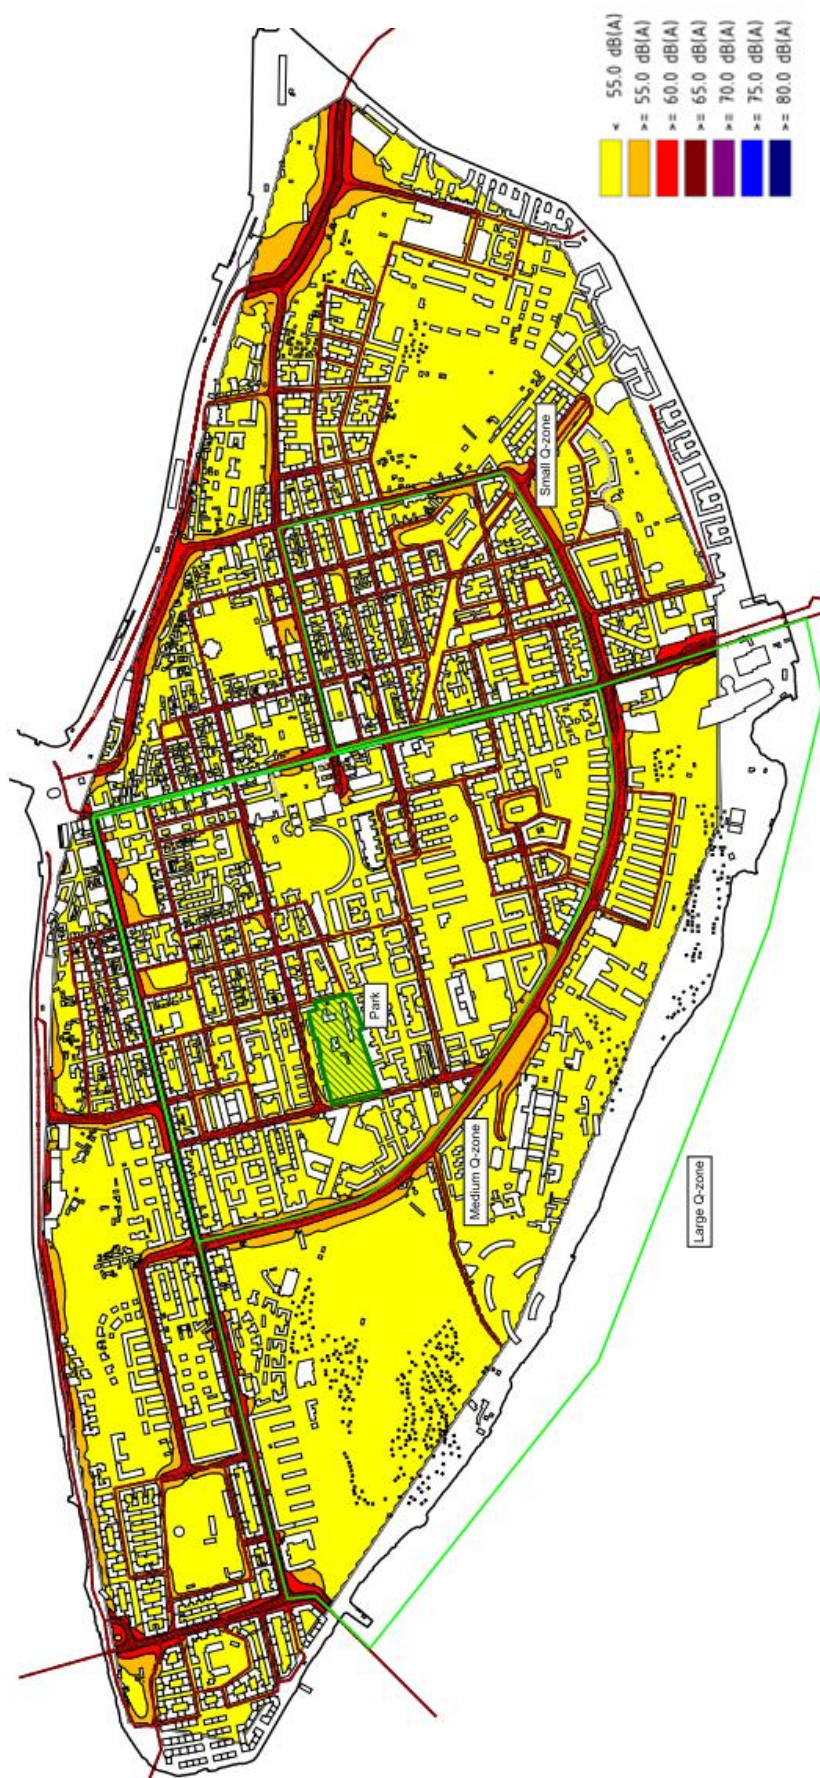 < 55.0 dB(A)
>= 55.0 dB(A)
>= 60.0 dB(A)
>= 65.0 dB(A)
>= 70.0 dB(A)
>= 75.0 dB(A)
>= 80.0 dB(A)
Small Q-zone
Park
Medium Q-zone
Large Q-zone